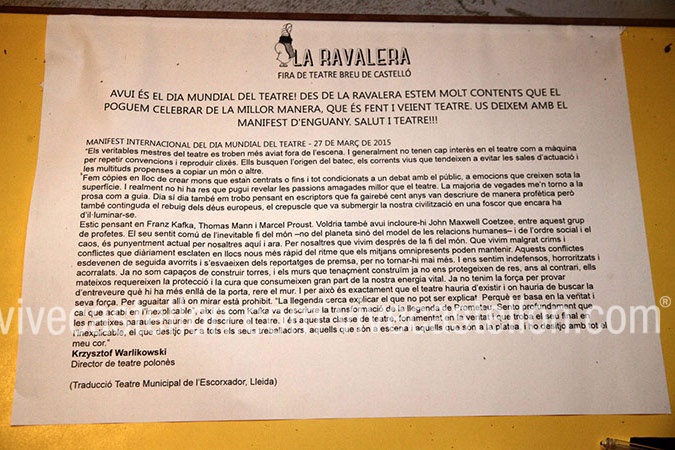 LA RAVALERA
FIRA DE TEATRE BREU DE CASTELLÓ
AVUI ÉS EL DIA MUNDIAL DEL TEATRE! DES DE LA RAVALERA ESTEM MOLT CONTENTS QUE EL
POGUEM CELEBRAR DE LA MILLOR MANERA, QUE ÉS FENT I VEIENT TEATRE. US DEIXEM AMB EL
MANIFEST D'ENGUANY. SALUT I TEATRE!!!
MANIFEST INTERNACIONAL DEL DIA MUNDIAL DEL TEATRE - 27 DE MARÇ DE 2015
"Els veritables mestres del teatre es troben més aviat fora de l'escena. I generalment no tenen cap interès en el teatre com a màquina
per repetir convencions i reproduir clixés. Ells busquen l'origen del batec, els corrents vius que tendeixen a evitar les sales d'actuació i
les multituds propenses a copiar un món o altre.
Fem còpies en lloc de crear mons que estan centrats o fins i tot condicionats a un debat amb el públic, a emocions que creixen sota la
superfície. I realment no hi ha res que pugui revelar les passions amagades millor que el teatre. La majoria de vegades me'n torno a la
prosa com a guia. Dia sí dia també em trobo pensant en escriptors que fa gairebé cent anys van descriure de manera profètica però
també continguda el rebuig dels déus europeus, el crepuscle que va submergir la nostra civilització en una foscor que encara ha
d'il·luminar-se.
Estic pensant en Franz Kafka, Thomas Mann i Marcel Proust. Voldria també avui incloure-hi John Maxwell Coetzee, entre aquest grup
de profetes. El seu sentit comú de l'inevitable fi del món –no del planeta sinó del model de les relacions humanes– i de l'ordre social i el
caos, és punyentment actual per nosaltres aquí i ara. Per nosaltres que vivim després de la fi del món. Que vivim malgrat crims i
conflictes que diàriament esclaten en llocs nous més ràpid del ritme que els mitjans omnipresents poden mantenir. Aquests conflictes
esdevenen de seguida avorrits i s'esvaeixen dels reportatges de premsa, per no tornar-hi mai més. I ens sentim indefensos, horroritzats i
acorralats. Ja no som capaços de construir torres, i els murs que tenaçment construïm ja no ens protegeixen de res, ans al contrari, ells
mateixos requereixen la protecció i la cura que consumeixen gran part de la nostra energia vital. Ja no tenim la força per provar
d'entreveure què hi ha més enllà de la porta, rere el mur. I per això és exactament que el teatre hauria d'existir i on hauria de buscar la
seva força. Per aguaitar allà on mirar està prohibit. "La llegenda cerca explicar el que no pot ser explicat. Perquè es basa en la veritat i
cal que acabi en l'inexplicable", així és com Kafka va descriure la transformació de la llegenda de Prometeu. Sento profundament que
les mateixes paraules haurien de descriure el teatre. I és aquesta classe de teatre, fonamentat en la veritat i que troba el seu final en
l'inexplicable, el que desitjo per a tots els seus treballadors, aquells que són a escena i aquells que són a la platea, i ho desitjo amb tot el
meu cor."
Krzysztof Warlikowski
Director de teatre polonès
(Traducció Teatre Municipal de l'Escorxador, Lleida)